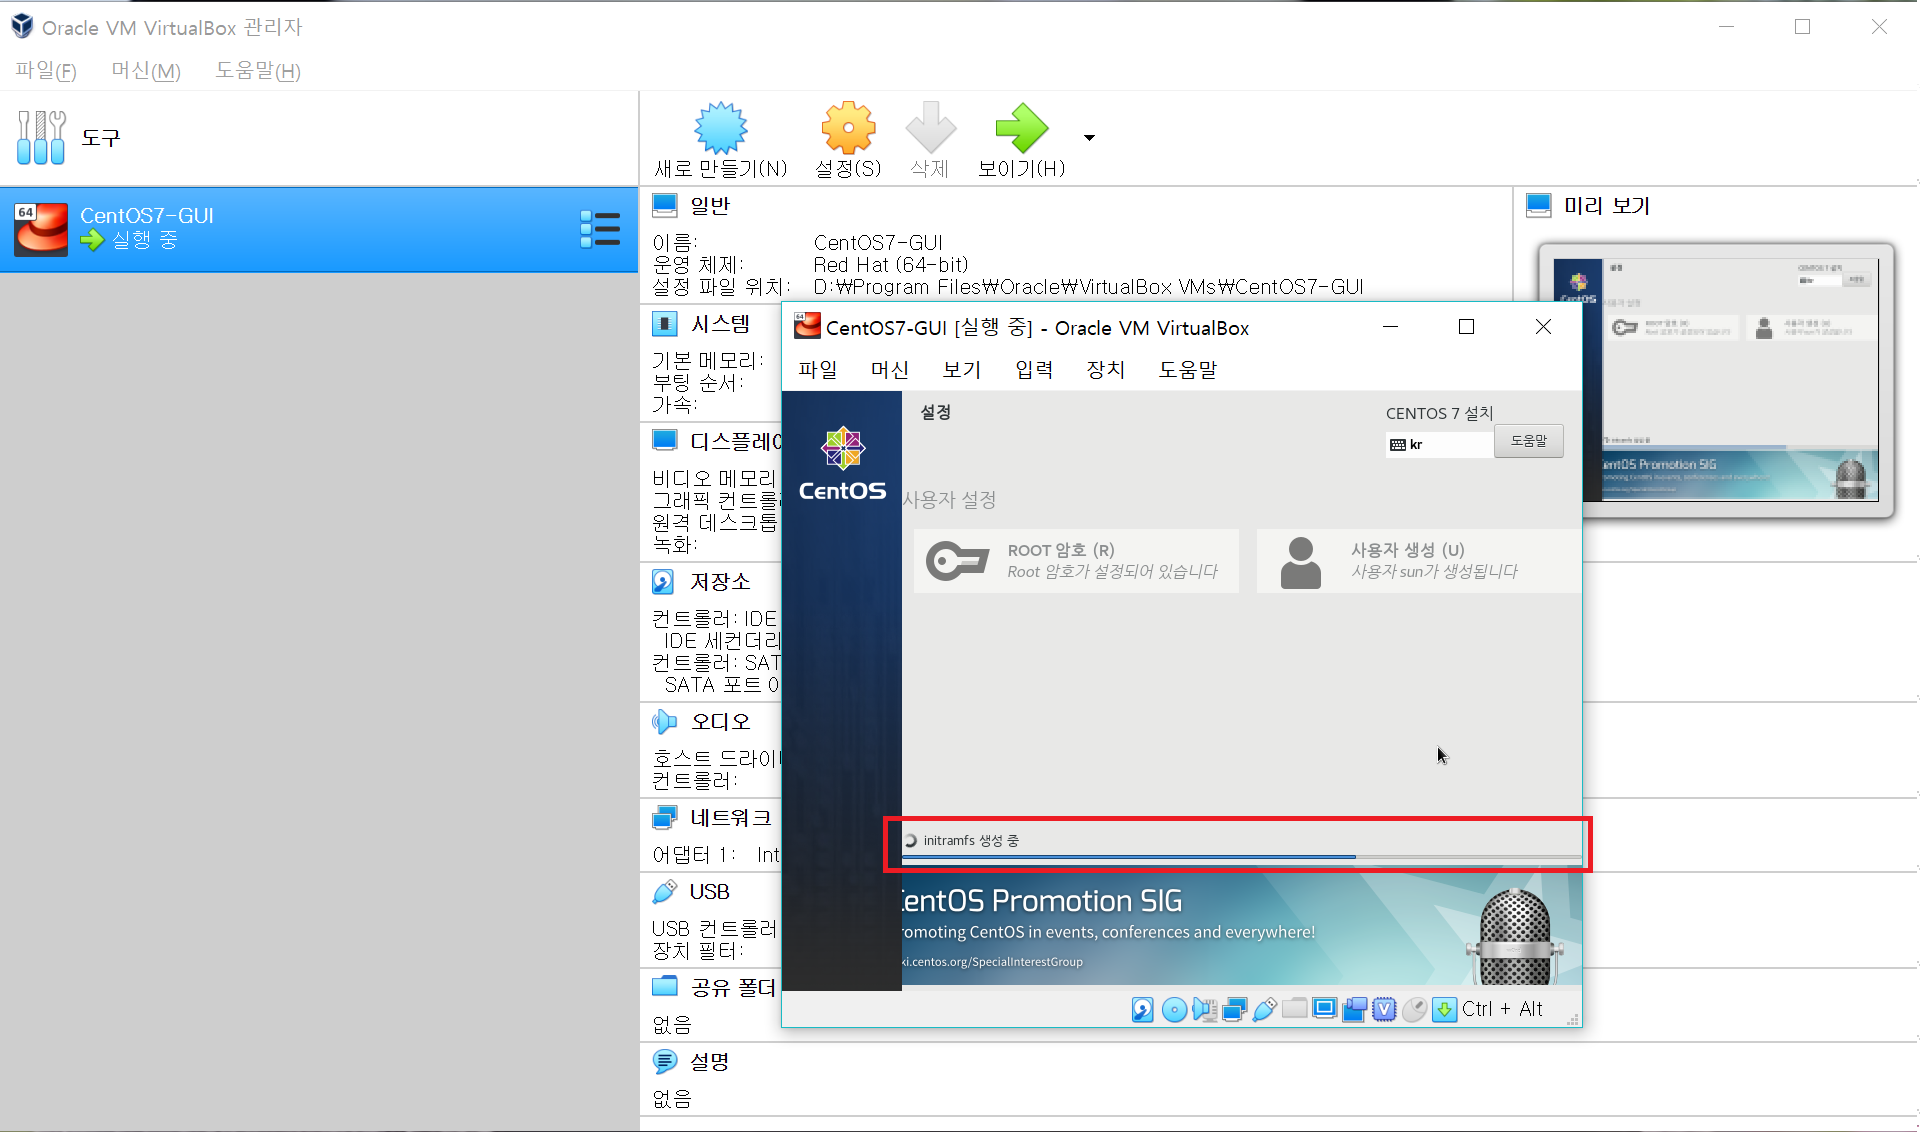 Oracle VM VirtualBox 관리자
파일(F) 머신(M) 도움말(H)
도구
새로 만들기(N) 설정(S) 삭제 보이기(H)
64
CentOS7-GUI
실행 중
일반
이름: CentOS7-GUI
운영 체제: Red Hat (64-bit)
설정 파일 위치: D:₩Program Files₩Oracle₩VirtualBox VMs₩CentOS7-GUI
미리 보기
시스템
기본 메모리:
부팅 순서:
가속:
디스플레이
비디오 메모리
그래픽 컨트롤
원격 데스크톱
녹화:
저장소
컨트롤러: IDE
IDE 세컨더리
컨트롤러: SAT
SATA 포트 0
오디오
호스트 드라이
컨트롤러:
네트워크
어댑터 1: Int
USB
USB 컨트롤러
장치 필터:
공유 폴더
없음
설명
없음
64
CentOS7-GUI [실행 중] - Oracle VM VirtualBox
파일 머신 보기 입력 장치 도움말
CentOS
설정
CENTOS 7 설치
kr
도움말
사용자 설정
ROOT 암호 (R)
Root 암호가 설정되어 있습니다
사용자 생성 (U)
사용자 sun가 생성됩니다
initramfs 생성 중
CentOS Promotion SIG
romoting CentOS in events, conferences and everywhere!
ki.centos.org/SpecialInterestGroup
Ctrl + Alt
CentOS
CENTOS 7 설치
kr
entOS Promotion SIG